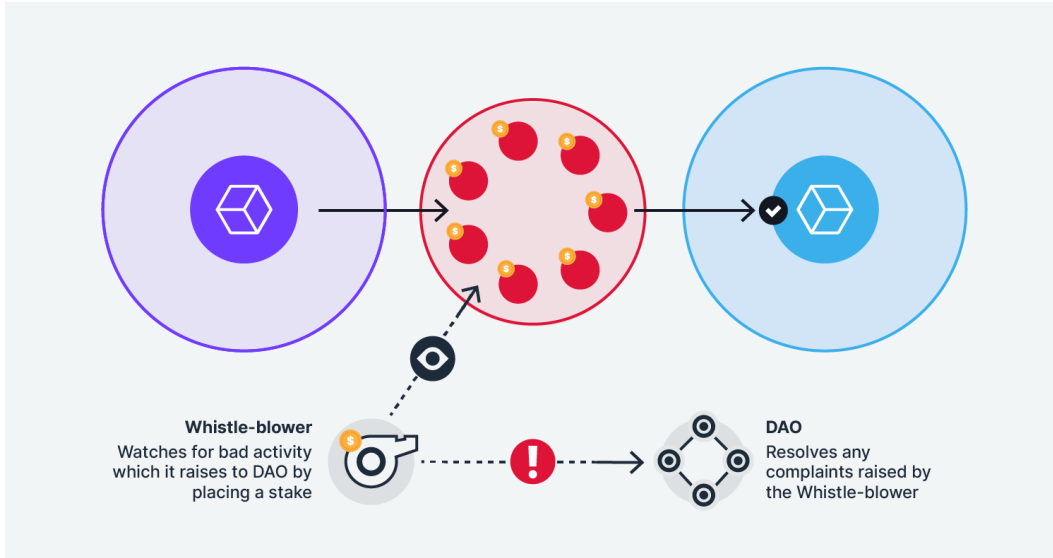 $
$
$
$
$
$
$
Whistle-blower
Watches for bad activity
which it raises to DAO by
placing a stake
$
!
DAO
Resolves any
complaints raised by
the Whistle-blower